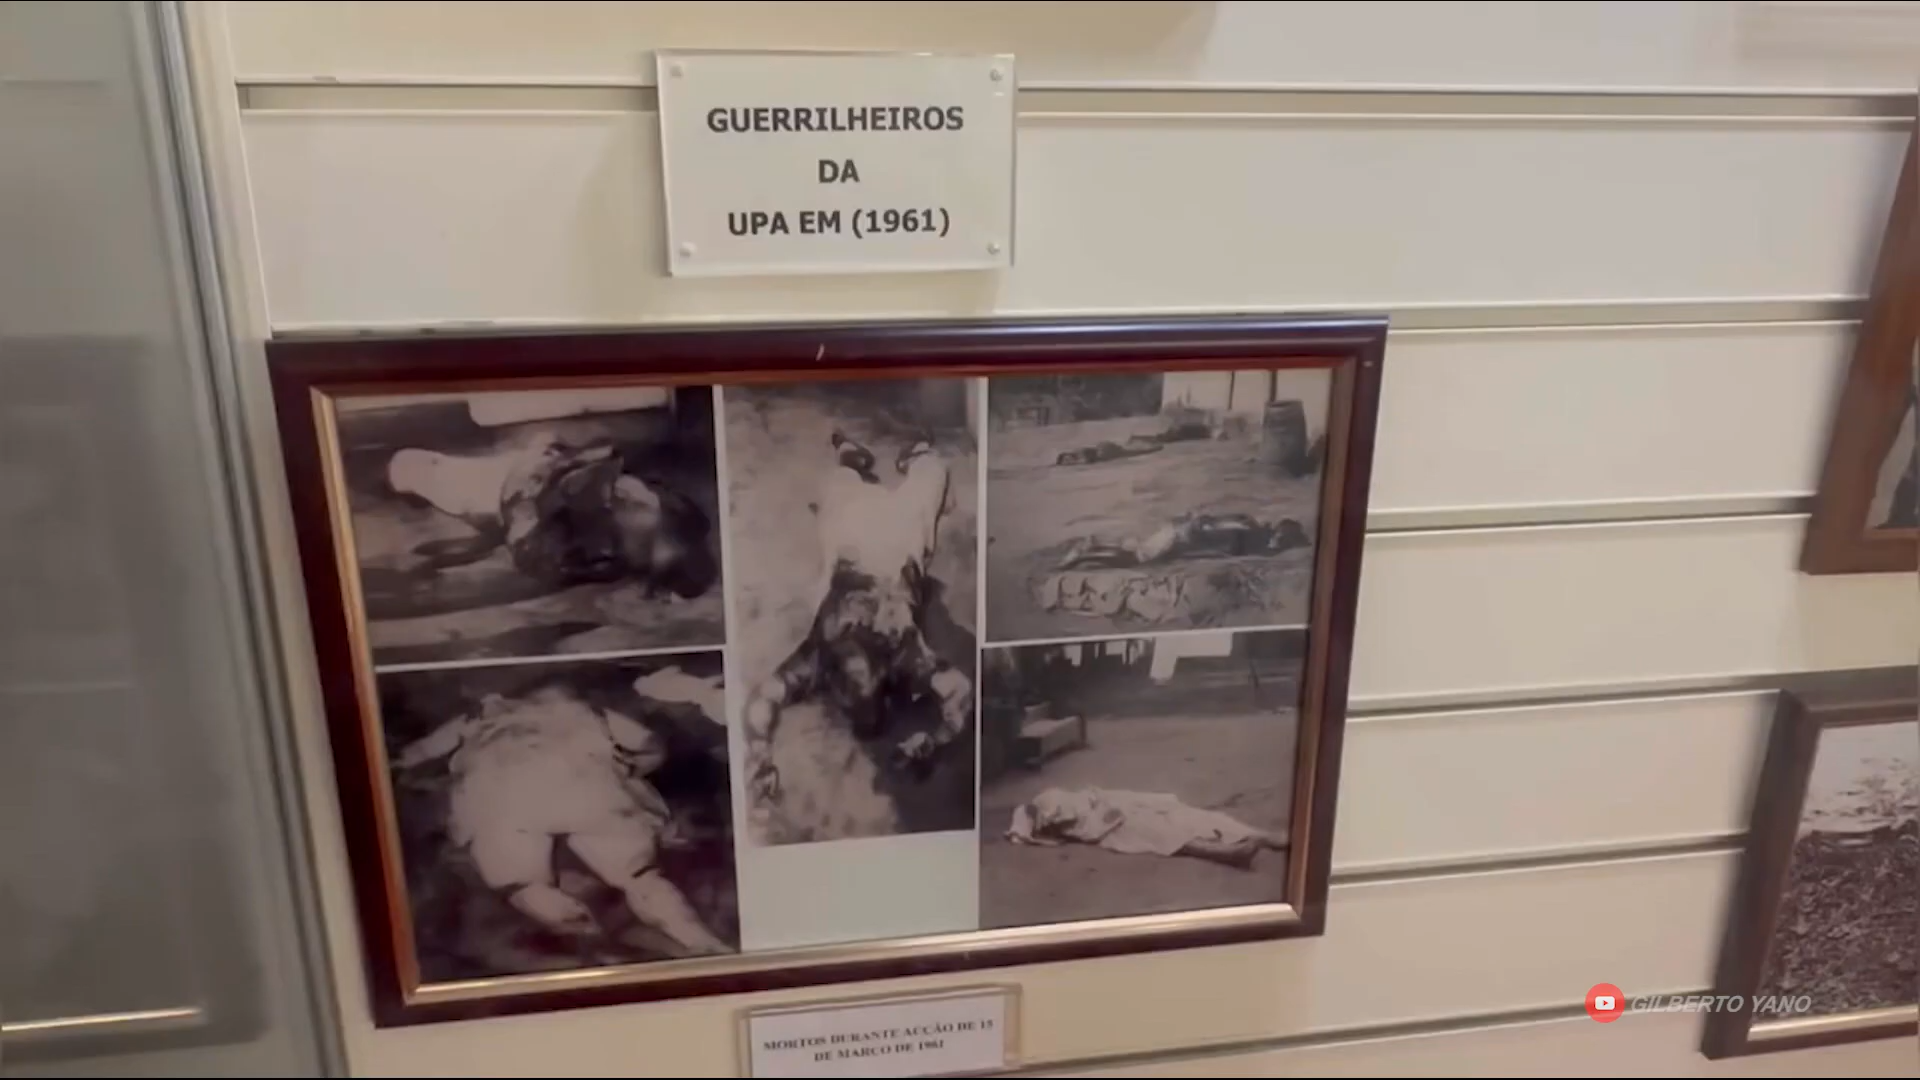 GUERRILHEIROS
DA
UPA EM (1961)
MORTOS DURANTE ACÇÃO DE 15
DE MARÇO DE 1961
GILBERTO YANO